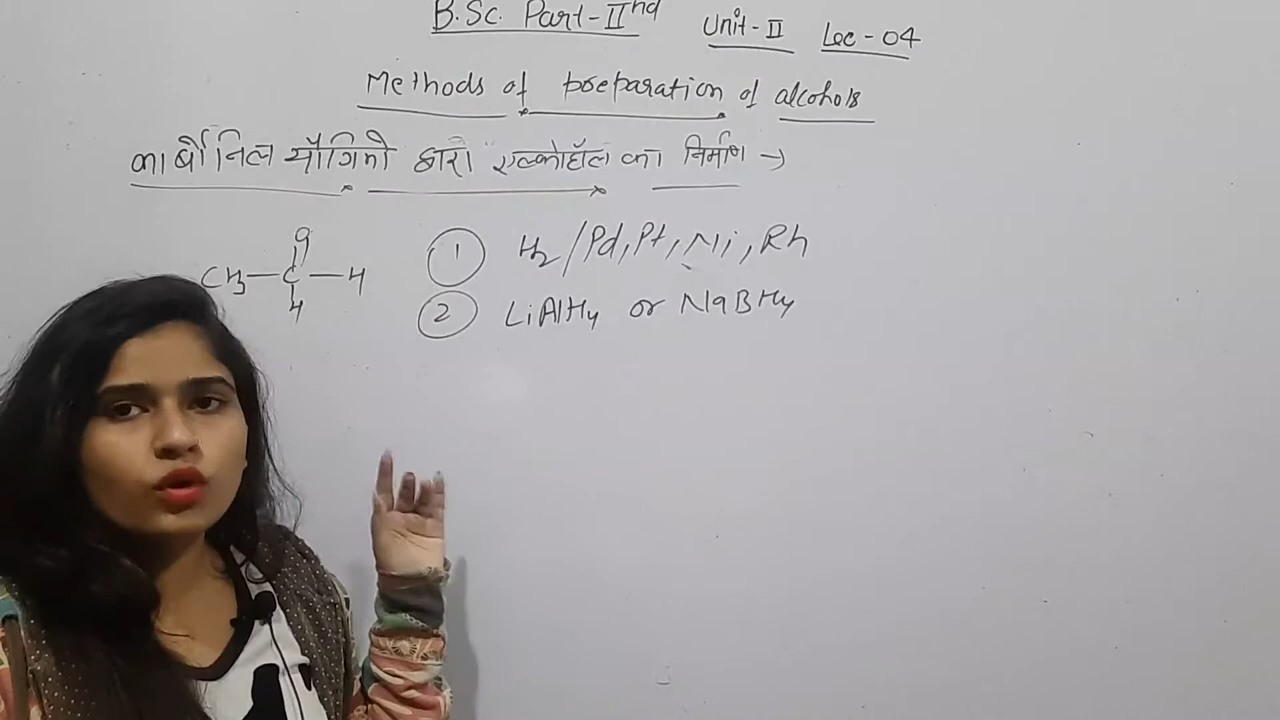 B.Sc. Part-IInd Unit-II Lec-04
Methods of preparation of alcohols
कार्बोनिल यौगिकों द्वारा एल्कोहॉल का निर्माण →
O
CH3-C-H
H
1 H2/Pd,Pt,Ni,Rh
2 LiAlH4 or NaBH4